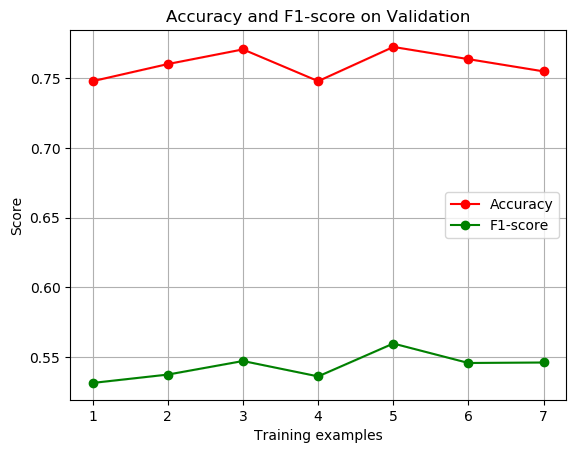 Accuracy and F1-score on Validation
Score
0.75
0.70
0.65
0.60
0.55
Accuracy
F1-score
1 2 3 4 5 6 7
Training examples